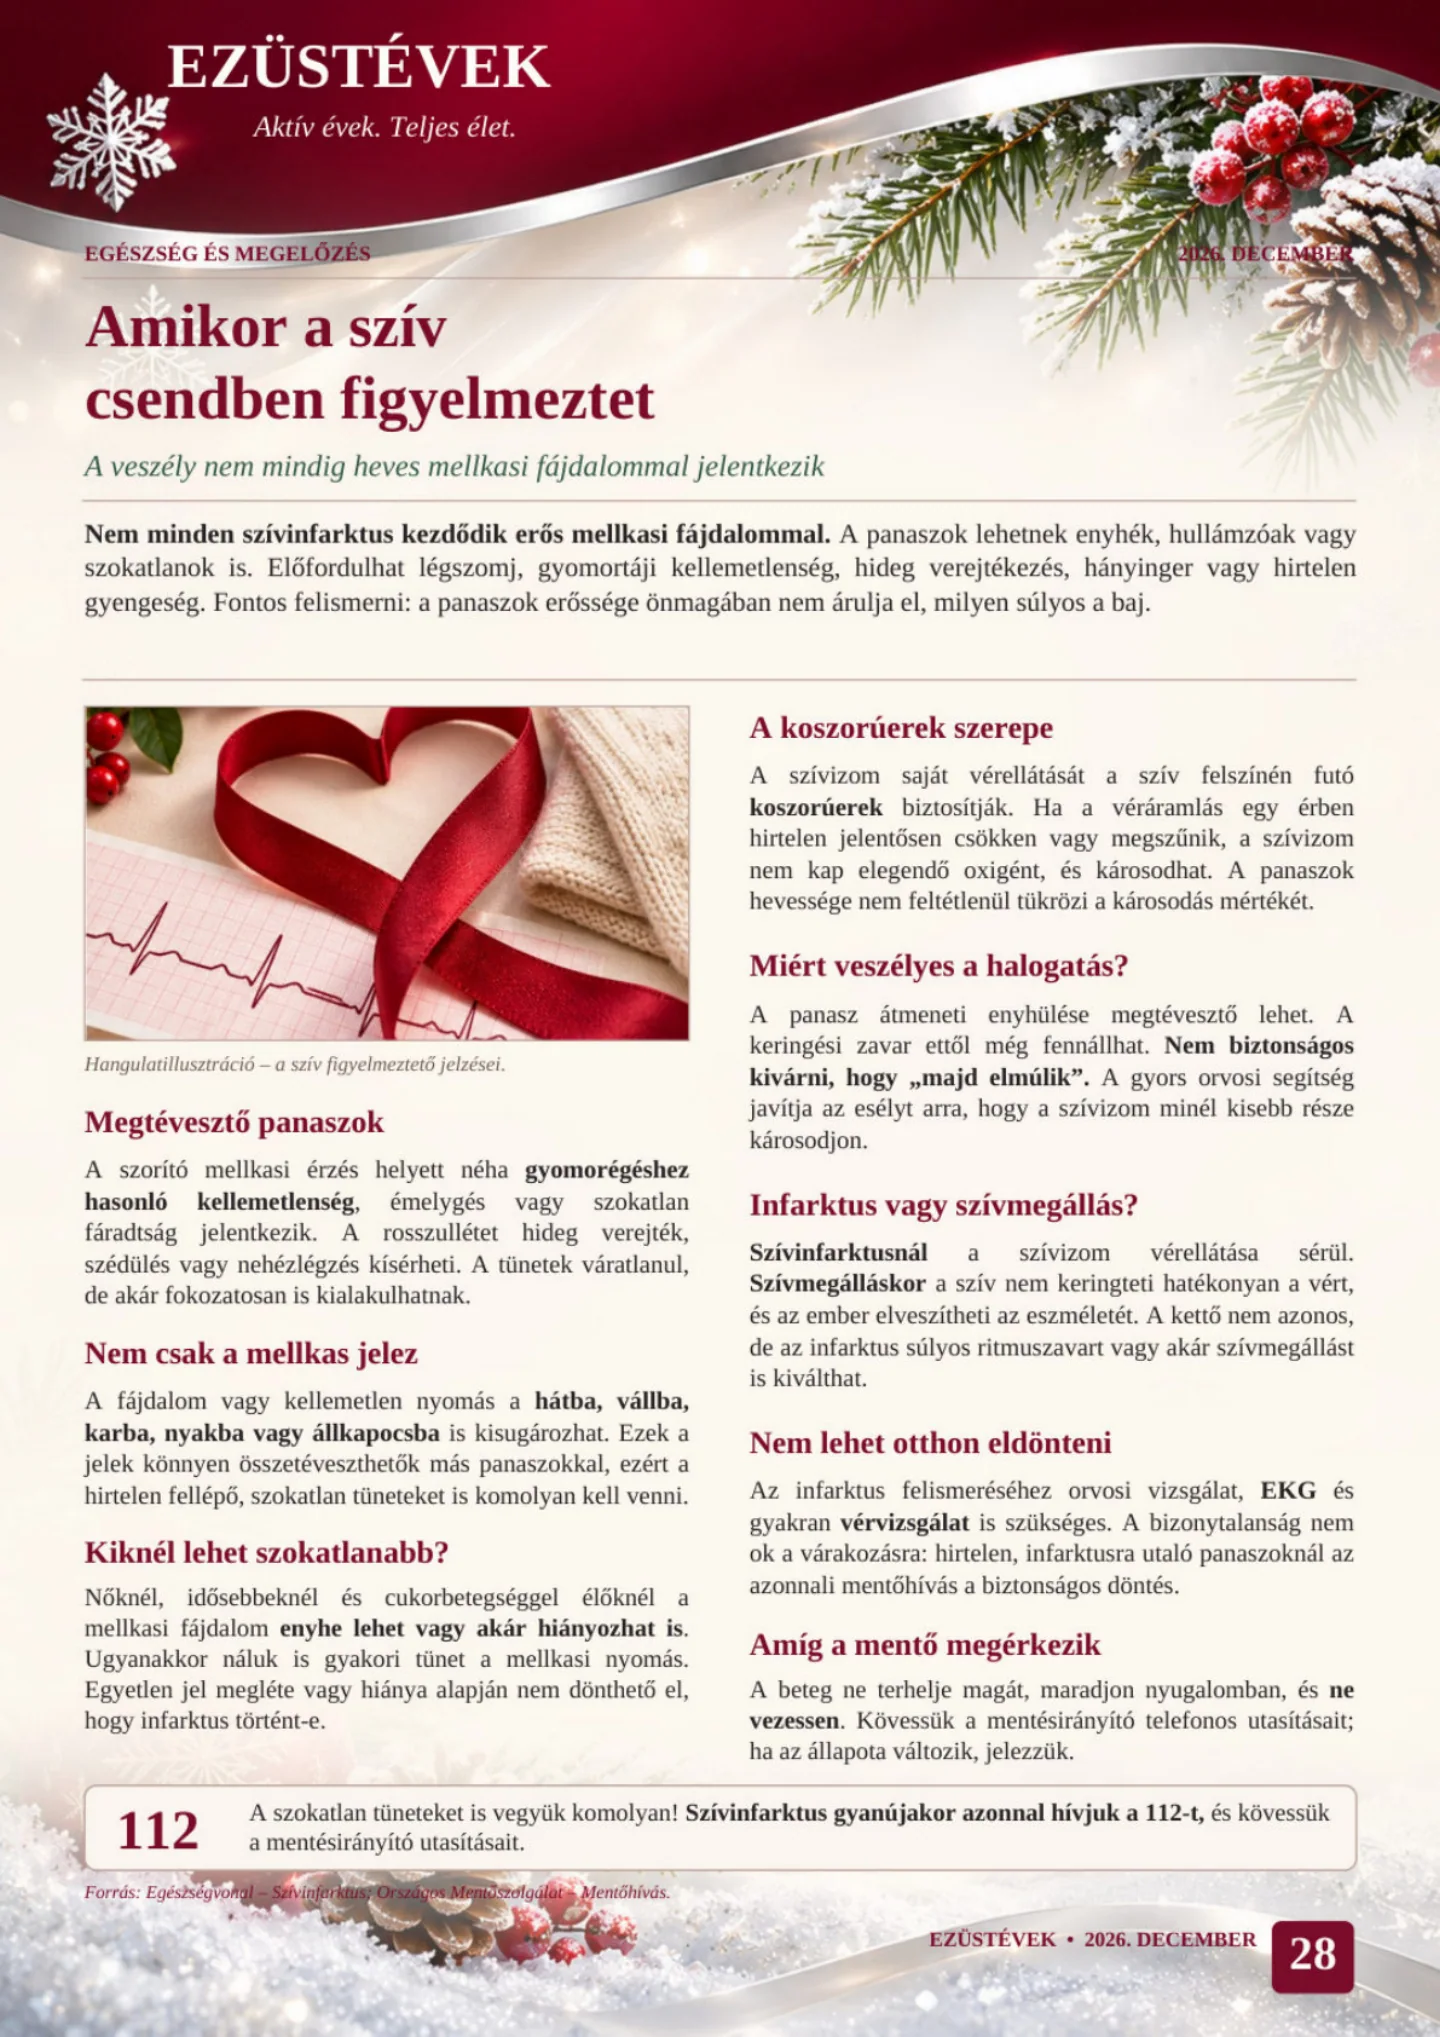 EZÜSTÉVEK
Aktív évek. Teljes élet.
EGÉSZSÉG ÉS MEGELŐZÉS
2026. DECEMBER
Amikor a szív
csendben figyelmeztet
A veszély nem mindig heves mellkasi fájdalommal jelentkezik
Nem minden szívinfarktus kezdődik erős mellkasi fájdalommal. A panaszok lehetnek enyhék, hullámzóak vagy
szokatlanok is. Előfordulhat légszomj, gyomortáji kellemetlenség, hideg verejtékezés, hányinger vagy hirtelen
gyengeség. Fontos felismerni: a panaszok erőssége önmagában nem árulja el, milyen súlyos a baj.
Hangulatillusztráció – a szív figyelmeztető jelzései.
Megtévesztő panaszok
A szorító mellkasi érzés helyett néha gyomorégéshez
hasonló kellemetlenség, émelygés vagy szokatlan
fáradtság jelentkezik. A rosszullétet hideg verejték,
szédülés vagy nehézlégzés kísérheti. A tünetek váratlanul,
de akár fokozatosan is kialakulhatnak.
Nem csak a mellkas jelez
A fájdalom vagy kellemetlen nyomás a hátba, vállba,
karba, nyakba vagy állkapocsba is kisugározhat. Ezek a
jelek könnyen összetéveszthetők más panaszokkal, ezért a
hirtelen fellépő, szokatlan tüneteket is komolyan kell venni.
Kiknél lehet szokatlanabb?
Nőknél, idősebbeknél és cukorbetegséggel élőknél a
mellkasi fájdalom enyhe lehet vagy akár hiányozhat is.
Ugyanakkor náluk is gyakori tünet a mellkasi nyomás.
Egyetlen jel megléte vagy hiánya alapján nem dönthető el,
hogy infarktus történt-e.
A koszorúerek szerepe
A szívizom saját vérellátását a szív felszínén futó
koszorúerek biztosítják. Ha a véráramlás egy érben
hirtelen jelentősen csökken vagy megszűnik, a szívizom
nem kap elegendő oxigént, és károsodhat. A panaszok
hevessége nem feltétlenül tükrözi a károsodás mértékét.
Miért veszélyes a halogatás?
A panasz átmeneti enyhülése megtévesztő lehet. A
keringési zavar ettől még fennállhat. Nem biztonságos
kivárni, hogy „majd elmúlik”. A gyors orvosi segítség
javítja az esélyt arra, hogy a szívizom minél kisebb része
károsodjon.
Infarktus vagy szívmegállás?
Szívinfarktusnál a szívizom vérellátása sérül.
Szívmegálláskor a szív nem keringteti hatékonyan a vért,
és az ember elveszítheti az eszméletét. A kettő nem azonos,
de az infarktus súlyos ritmuszavart vagy akár szívmegállást
is kiválthat.
Nem lehet otthon eldönteni
Az infarktus felismeréséhez orvosi vizsgálat, EKG és
gyakran vérvizsgálat is szükséges. A bizonytalanság nem
ok a várakozásra: hirtelen, infarktusra utaló panaszoknál az
azonnali mentőhívás a biztonságos döntés.
Amíg a mentő megérkezik
A beteg ne terhelje magát, maradjon nyugalomban, és ne
vezessen. Kövessük a mentésirányító telefonos utasításait;
ha az állapota változik, jelezzük.
112
A szokatlan tüneteket is vegyük komolyan! Szívinfarktus gyanújakor azonnal hívjuk a 112-t, és kövessük
a mentésirányító utasításait.
Forrás: Egészségvonal – Szívinfarktus; Országos Mentőszolgálat – Mentőhívás.
EZÜSTÉVEK • 2026. DECEMBER
28